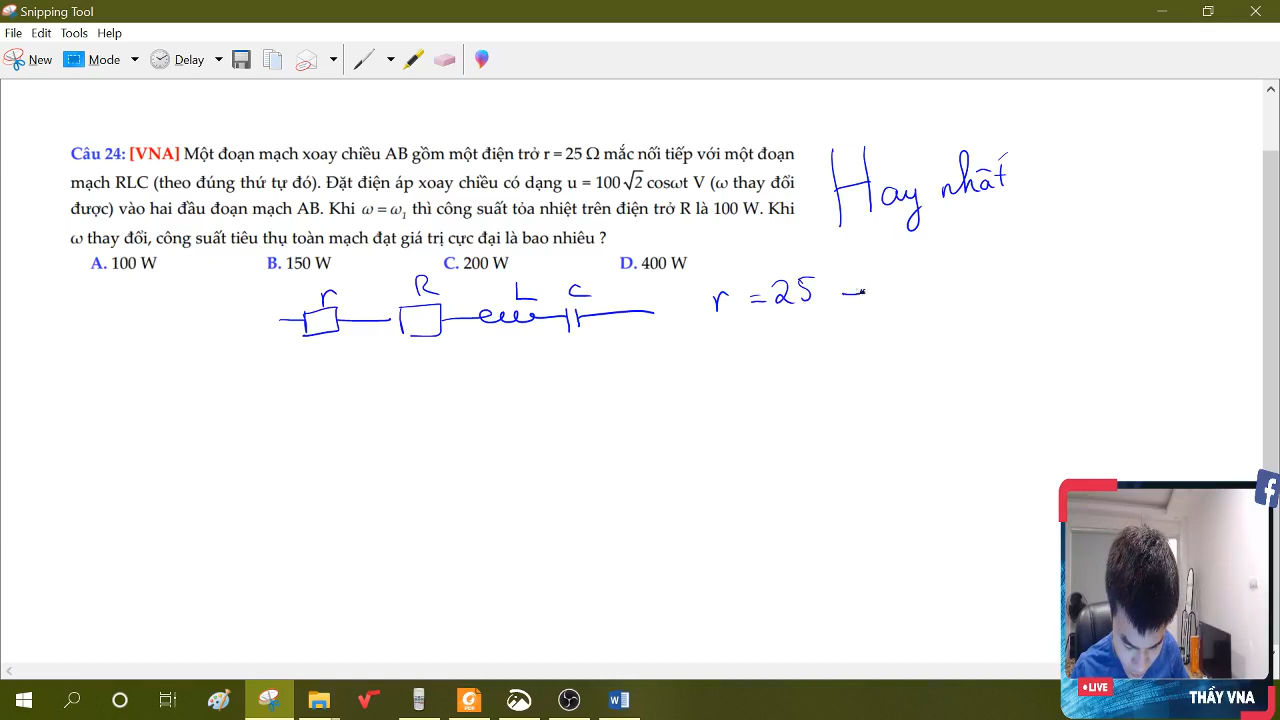 Snipping Tool
File Edit Tools Help
New Mode Delay
Câu 24: [VNA] Một đoạn mạch xoay chiều AB gồm một điện trở r = 25 Ω mắc nối tiếp với một đoạn
mạch RLC (theo đúng thứ tự đó). Đặt điện áp xoay chiều có dạng u = 100√2 cosωt V (ω thay đổi
được) vào hai đầu đoạn mạch AB. Khi ω = ω₁ thì công suất tỏa nhiệt trên điện trở R là 100 W. Khi
ω thay đổi, công suất tiêu thụ toàn mạch đạt giá trị cực đại là bao nhiêu ?
A. 100 W B. 150 W C. 200 W D. 400 W
Hay nhất
r R L C
r = 25 –
LIVE
THẦY VNA